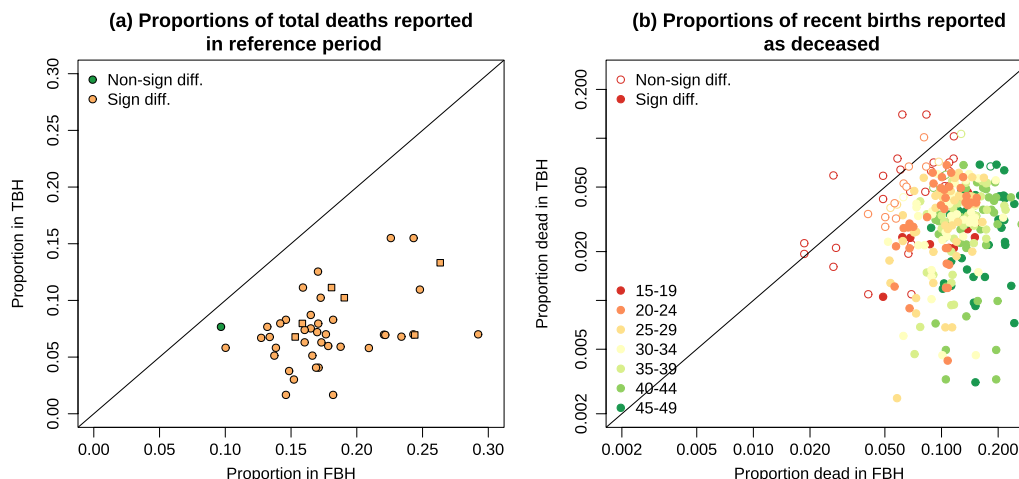 (a) Proportions of total deaths reported
in reference period
Non-sign diff.
Sign diff.
0.30
0.25
0.20
0.15
0.10
0.05
0.00
Proportion in TBH
0.00 0.05 0.10 0.15 0.20 0.25 0.30
Proportion in FBH
(b) Proportions of recent births reported
as deceased
Non-sign diff.
Sign diff.
0.200
0.050
0.020
0.005
0.002
Proportion dead in TBH
15-19
20-24
25-29
30-34
35-39
40-44
45-49
0.002 0.005 0.010 0.020 0.050 0.100 0.200
Proportion dead in FBH